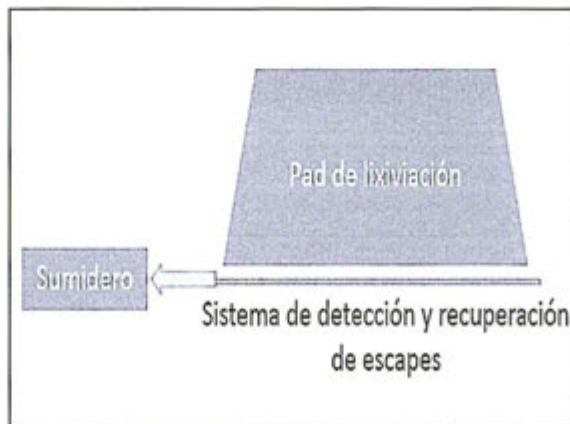 Pad de lixiviación
Sumidero
Sistema de detección y recuperación
de escapes